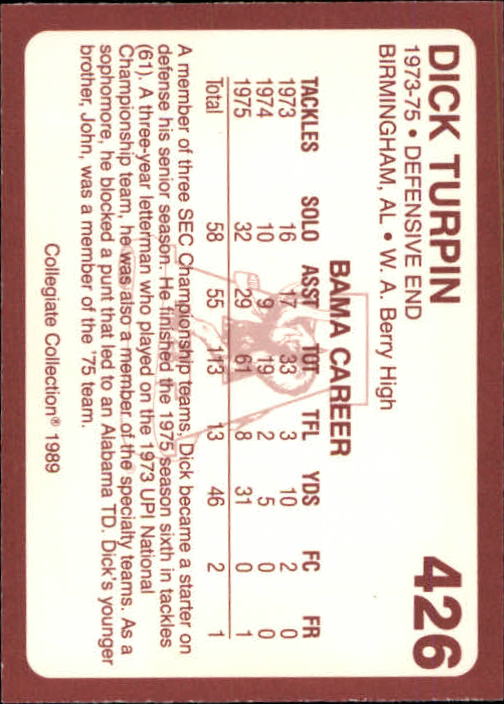 DICK TURPIN 426
1973-75 • DEFENSIVE END
BIRMINGHAM, AL • W. A. Berry High
BAMA CAREER
TACKLES SOLO ASST TOT TFL YDS FC FR
1973 16 17 33 3 10 2 0
1974 10 9 19 2 5 0 0
1975 32 29 61 8 31 0 1
Total 58 55 113 13 46 2 1
A member of three SEC Championship teams, Dick became a starter on
defense his senior season. He finished the 1975 season sixth in tackles
(61). A three-year letterman who played on the 1973 UPI National
Championship team, he was also a member of the specialty teams. As a
sophomore, he blocked a punt that led to an Alabama TD. Dick's younger
brother, John, was a member of the '75 team.
Collegiate Collection® 1989